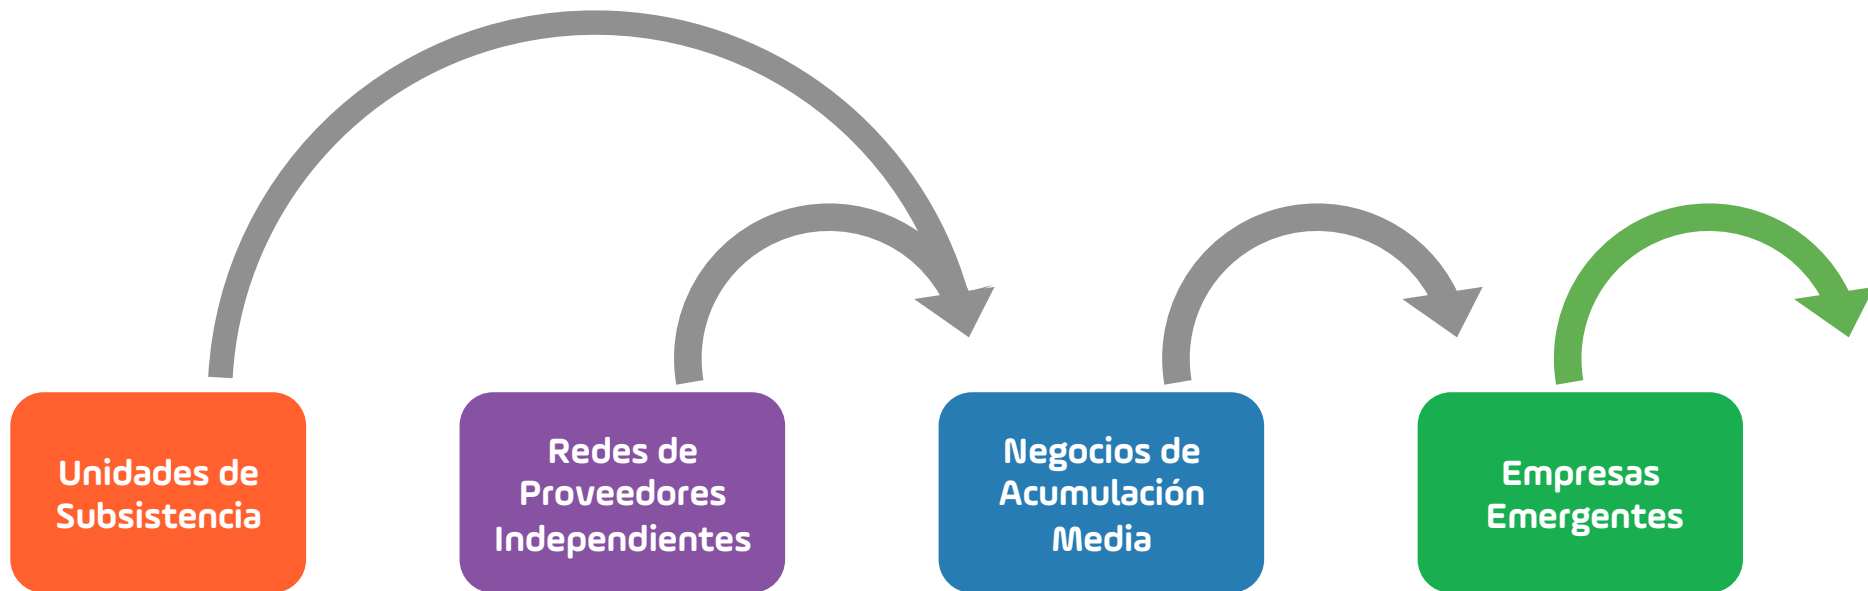 Unidades de
Subsistencia
Redes de
Proveedores
Independientes
Negocios de
Acumulación
Media
Empresas
Emergentes